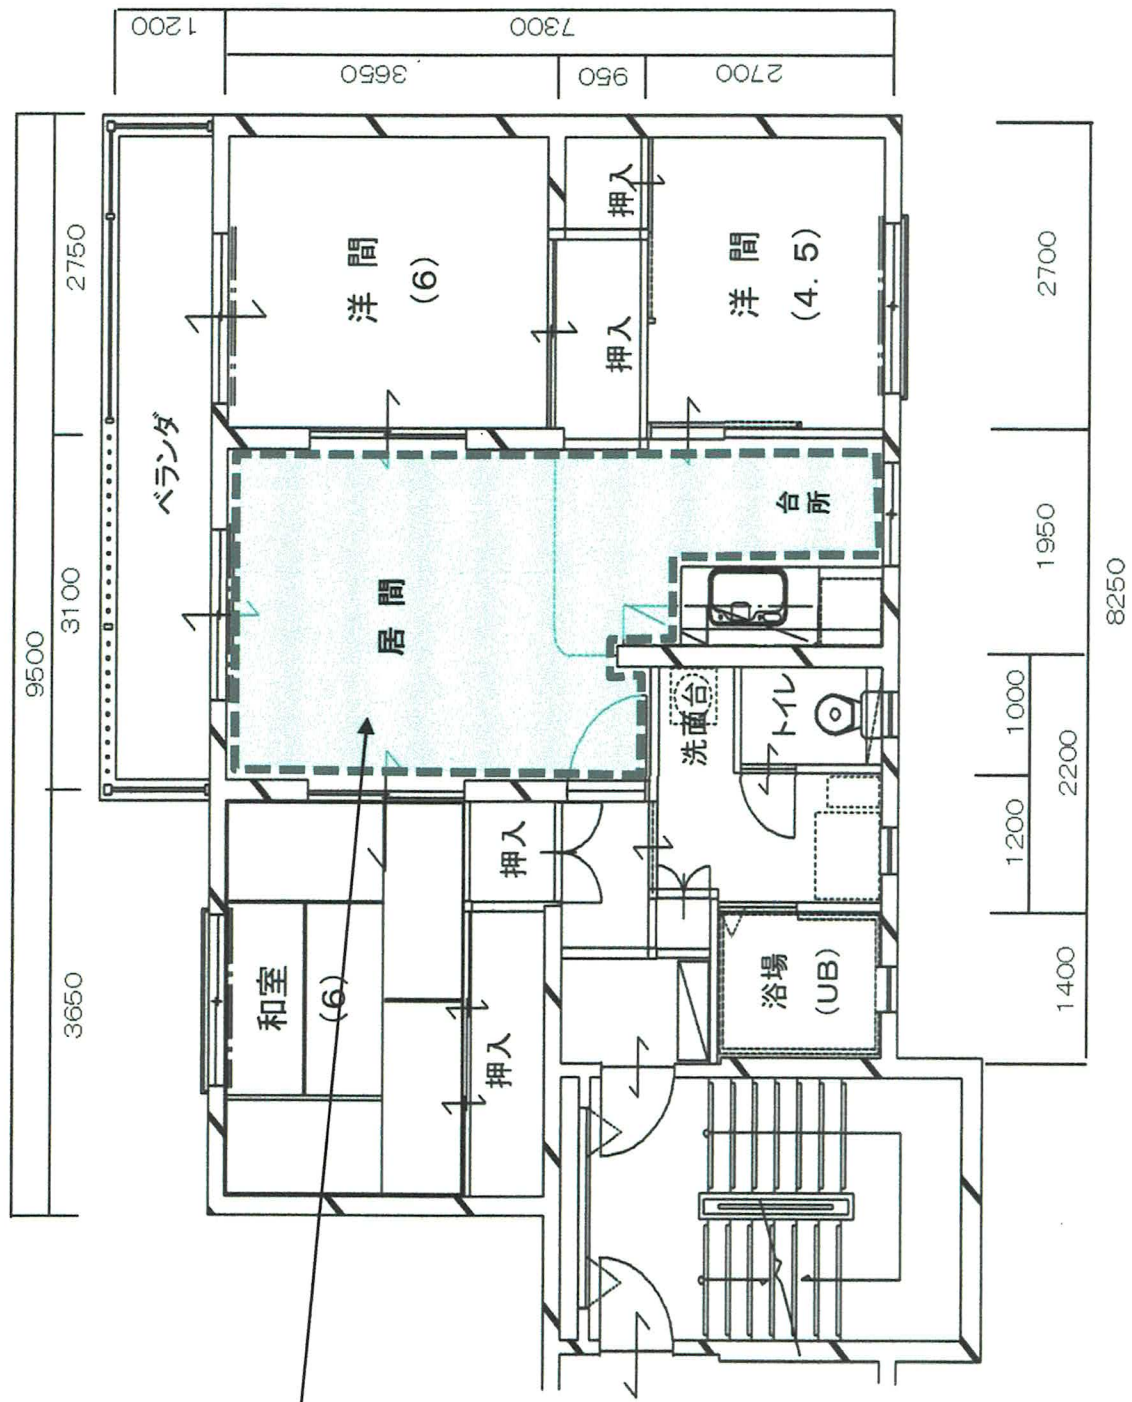 1200
7300
3650
950
2700
9500
2750
3100
3650
ベランダ
洋間
(6)
押入
押入
洋間
(4.5)
居間
台所
洗面台
トイレ
和室
(6)
押入
押入
浴場
(UB)
2700
1950
8250
1000
2200
1200
1400